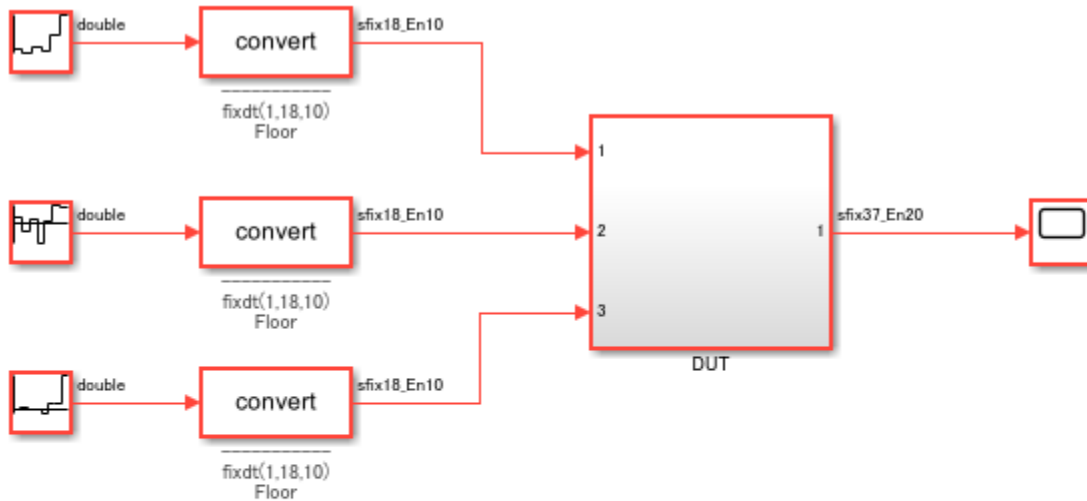 double
convert
sfix18_En10
fixdt(1,18,10)
Floor
1
double
convert
sfix18_En10
2
1
sfix37_En20
fixdt(1,18,10)
Floor
3
DUT
double
convert
sfix18_En10
fixdt(1,18,10)
Floor